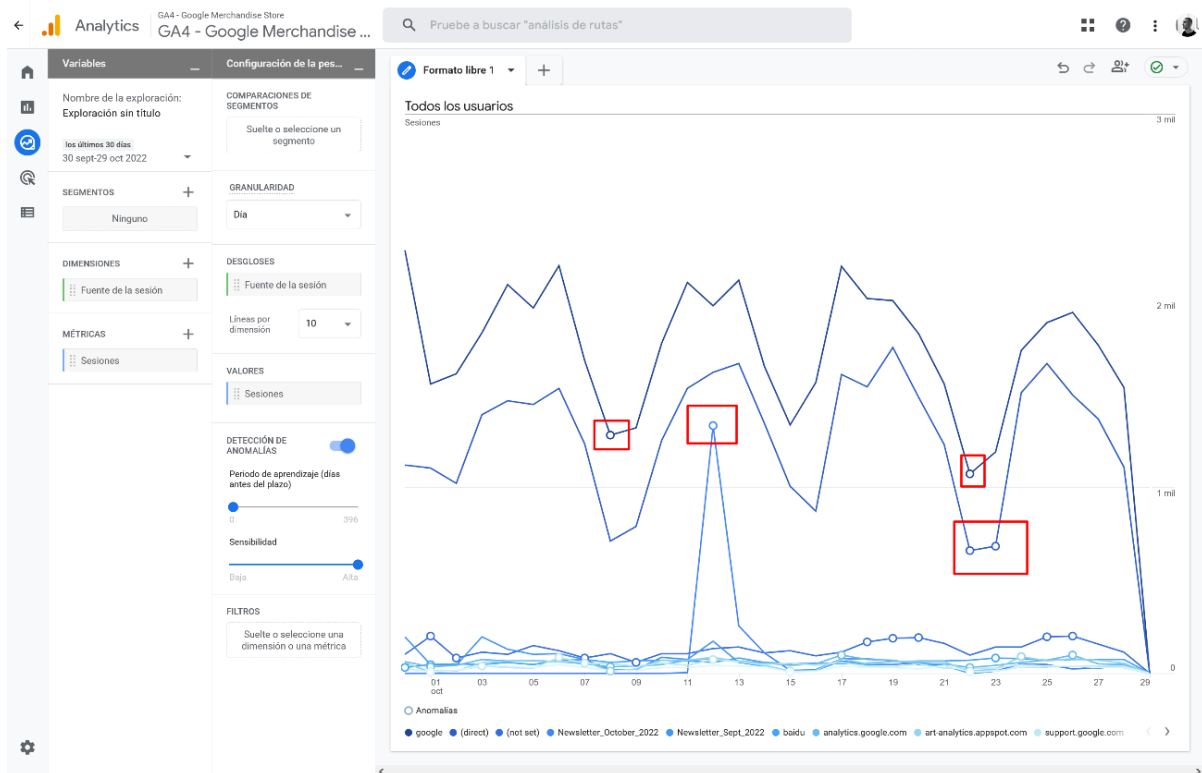 Analytics
GA4 - Google Merchandise Store
GA4 - Google Merchandise ...
Pruebe a buscar "análisis de rutas"
Variables
Nombre de la exploración:
Exploración sin título
los últimos 30 días
30 sept-29 oct 2022
SEGMENTOS
Ninguno
DIMENSIONES
Fuente de la sesión
MÉTRICAS
Sesiones
Configuración de la pes...
COMPARACIONES DE
SEGMENTOS
Suelte o seleccione un
segmento
GRANULARIDAD
Día
DESGLOSES
Fuente de la sesión
Líneas por
dimensión
10
VALORES
Sesiones
DETECCIÓN DE
ANOMALÍAS
Periodo de aprendizaje (días
antes del plazo)
0 396
Sensibilidad
Baja Alta
FILTROS
Suelte o seleccione una
dimensión o una métrica
Formato libre 1
Todos los usuarios
Sesiones
3 mil
2 mil
1 mil
0
01 03 05 07 09 11 13 15 17 19 21 23 25 27 29
oct
Anomalías
google (direct) (not set) Newsletter_October_2022 Newsletter_Sept_2022 baidu analytics.google.com art-analytics.appspot.com support.google.com